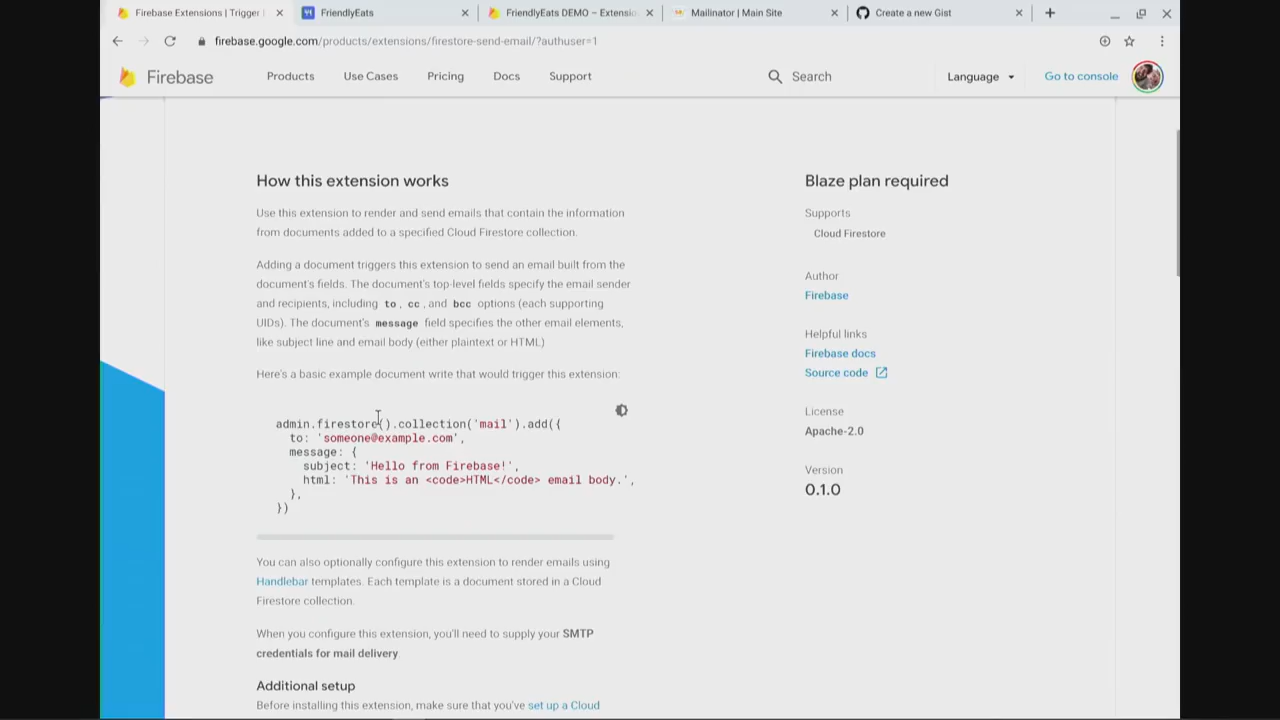 Firebase Extensions | Trigger
FriendlyEats
FriendlyEats DEMO – Extensio
Mailinator | Main Site
Create a new Gist
firebase.google.com/products/extensions/firestore-send-email/?authuser=1
Firebase
Products
Use Cases
Pricing
Docs
Support
Search
Language
Go to console
How this extension works
Use this extension to render and send emails that contain the information
from documents added to a specified Cloud Firestore collection.
Adding a document triggers this extension to send an email built from the
document's fields. The document's top-level fields specify the email sender
and recipients, including to, cc, and bcc options (each supporting
UIDs). The document's message field specifies the other email elements,
like subject line and email body (either plaintext or HTML)
Here's a basic example document write that would trigger this extension:
admin.firestore().collection('mail').add({
to: 'someone@example.com',
message: {
subject: 'Hello from Firebase!',
html: 'This is an <code>HTML</code> email body.',
},
})
You can also optionally configure this extension to render emails using
Handlebar templates. Each template is a document stored in a Cloud
Firestore collection.
When you configure this extension, you'll need to supply your SMTP
credentials for mail delivery.
Additional setup
Before installing this extension, make sure that you've set up a Cloud
Blaze plan required
Supports
Cloud Firestore
Author
Firebase
Helpful links
Firebase docs
Source code
License
Apache-2.0
Version
0.1.0